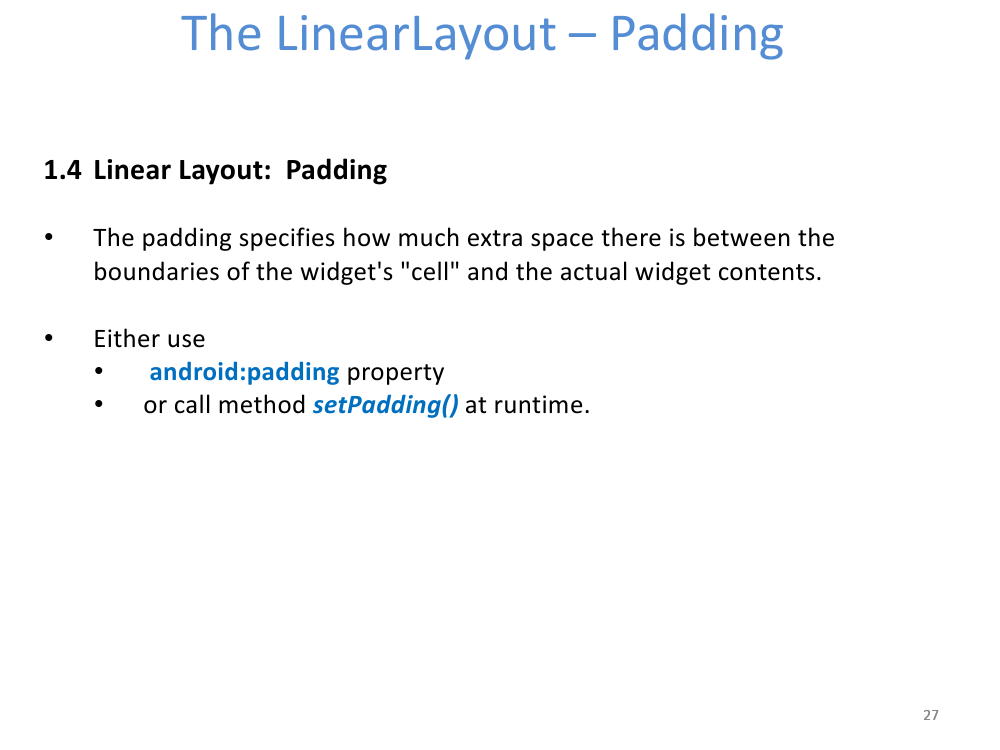 The LinearLayout – Padding
1.4 Linear Layout: Padding
• The padding specifies how much extra space there is between the
boundaries of the widget's "cell" and the actual widget contents.
• Either use
• android:padding property
• or call method setPadding() at runtime.
27